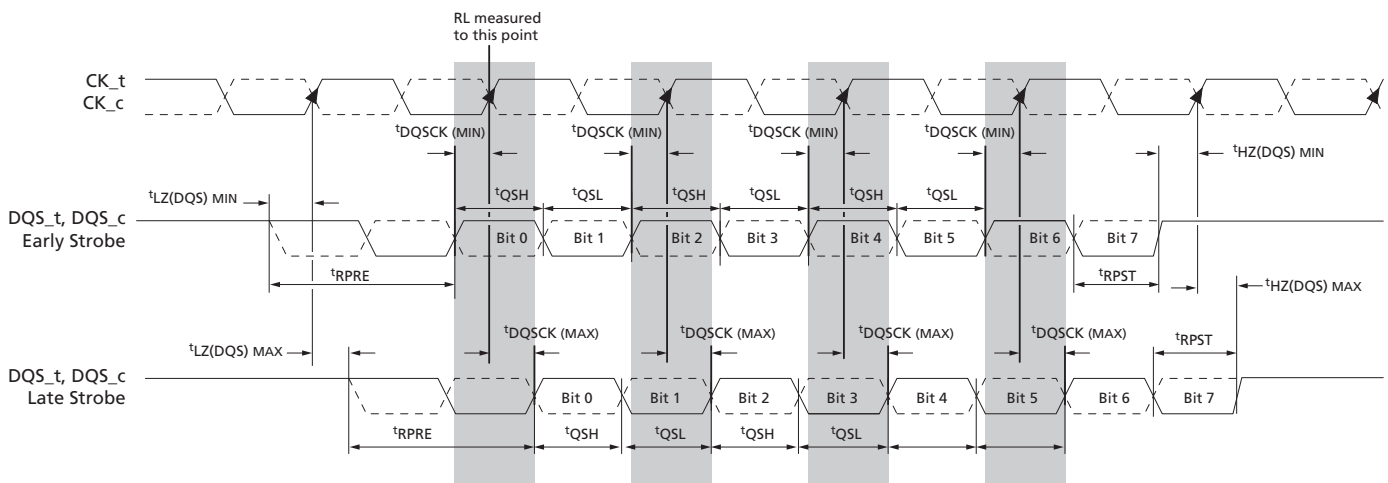 RL measured
to this point
CK_t
CK_c
tDQSCK (MIN) tDQSCK (MIN) tDQSCK (MIN) tDQSCK (MIN)
tHZ(DQS) MIN
tLZ(DQS) MIN
tQSH tQSL tQSH tQSL tQSH tQSL
DQS_t, DQS_c
Early Strobe
Bit 0 Bit 1 Bit 2 Bit 3 Bit 4 Bit 5 Bit 6 Bit 7
tRPRE
tRPST
tHZ(DQS) MAX
tDQSCK (MAX) tDQSCK (MAX) tDQSCK (MAX) tDQSCK (MAX)
tLZ(DQS) MAX
tRPST
DQS_t, DQS_c
Late Strobe
Bit 0 Bit 1 Bit 2 Bit 3 Bit 4 Bit 5 Bit 6 Bit 7
tRPRE
tQSH tQSL tQSH tQSL